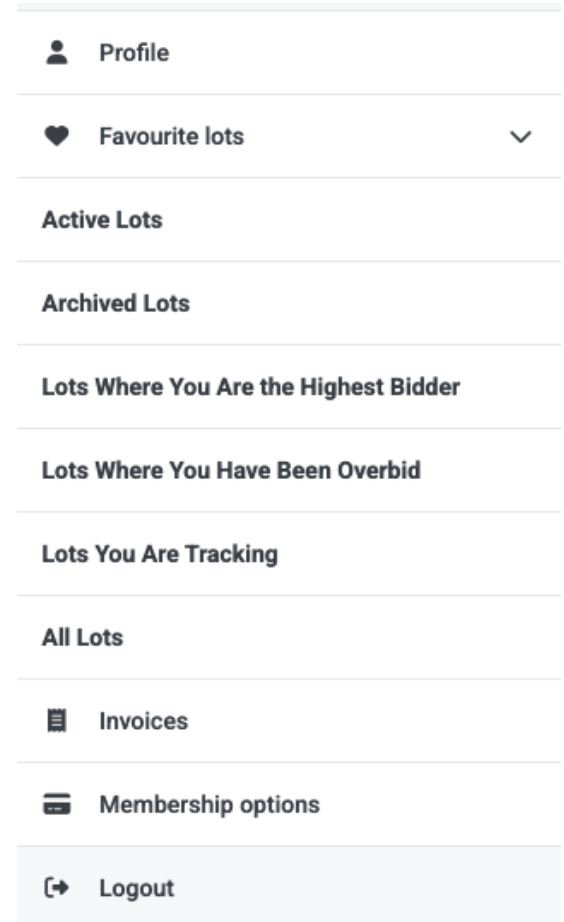 Profile
Favourite lots
Active Lots
Archived Lots
Lots Where You Are the Highest Bidder
Lots Where You Have Been Overbid
Lots You Are Tracking
All Lots
Invoices
Membership options
Logout